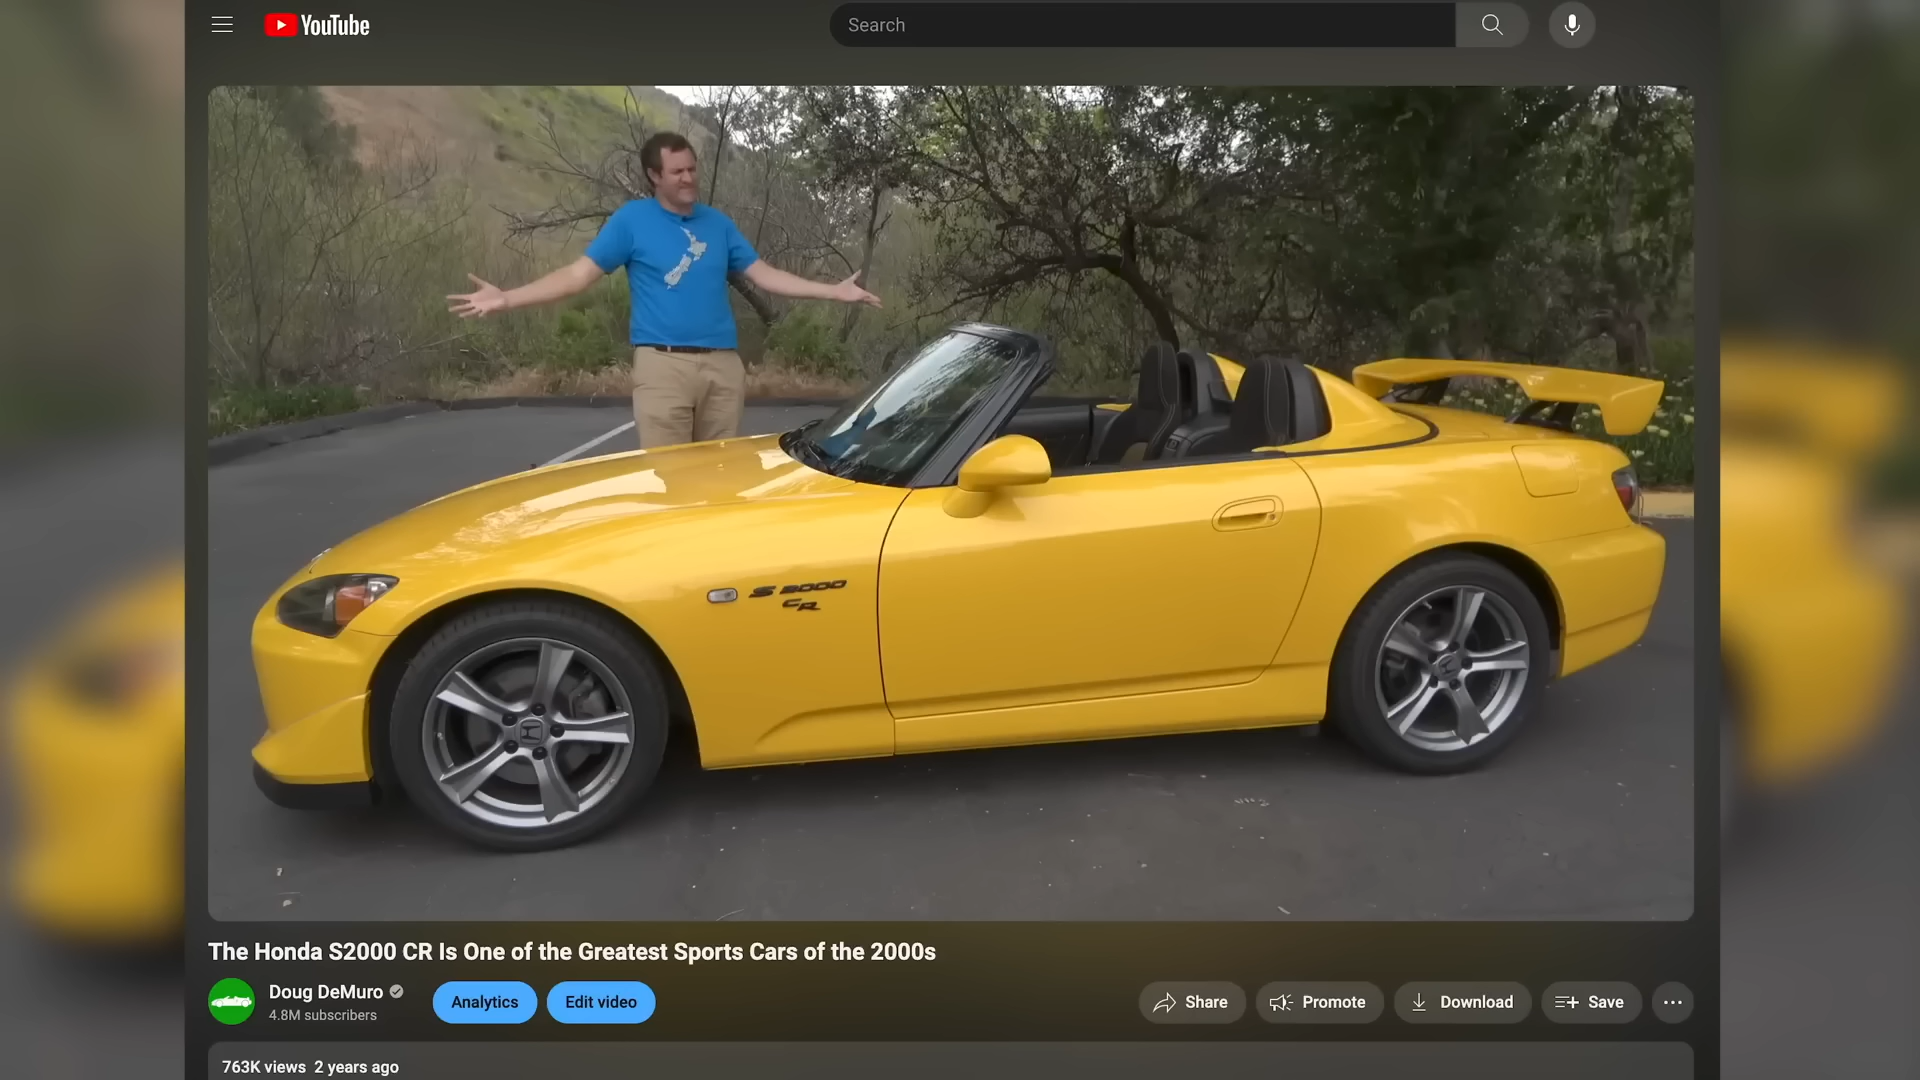 YouTube
Search
S2000
CR
The Honda S2000 CR Is One of the Greatest Sports Cars of the 2000s
Doug DeMuro
4.8M subscribers
Analytics
Edit video
Share
Promote
Download
Save
763K views 2 years ago